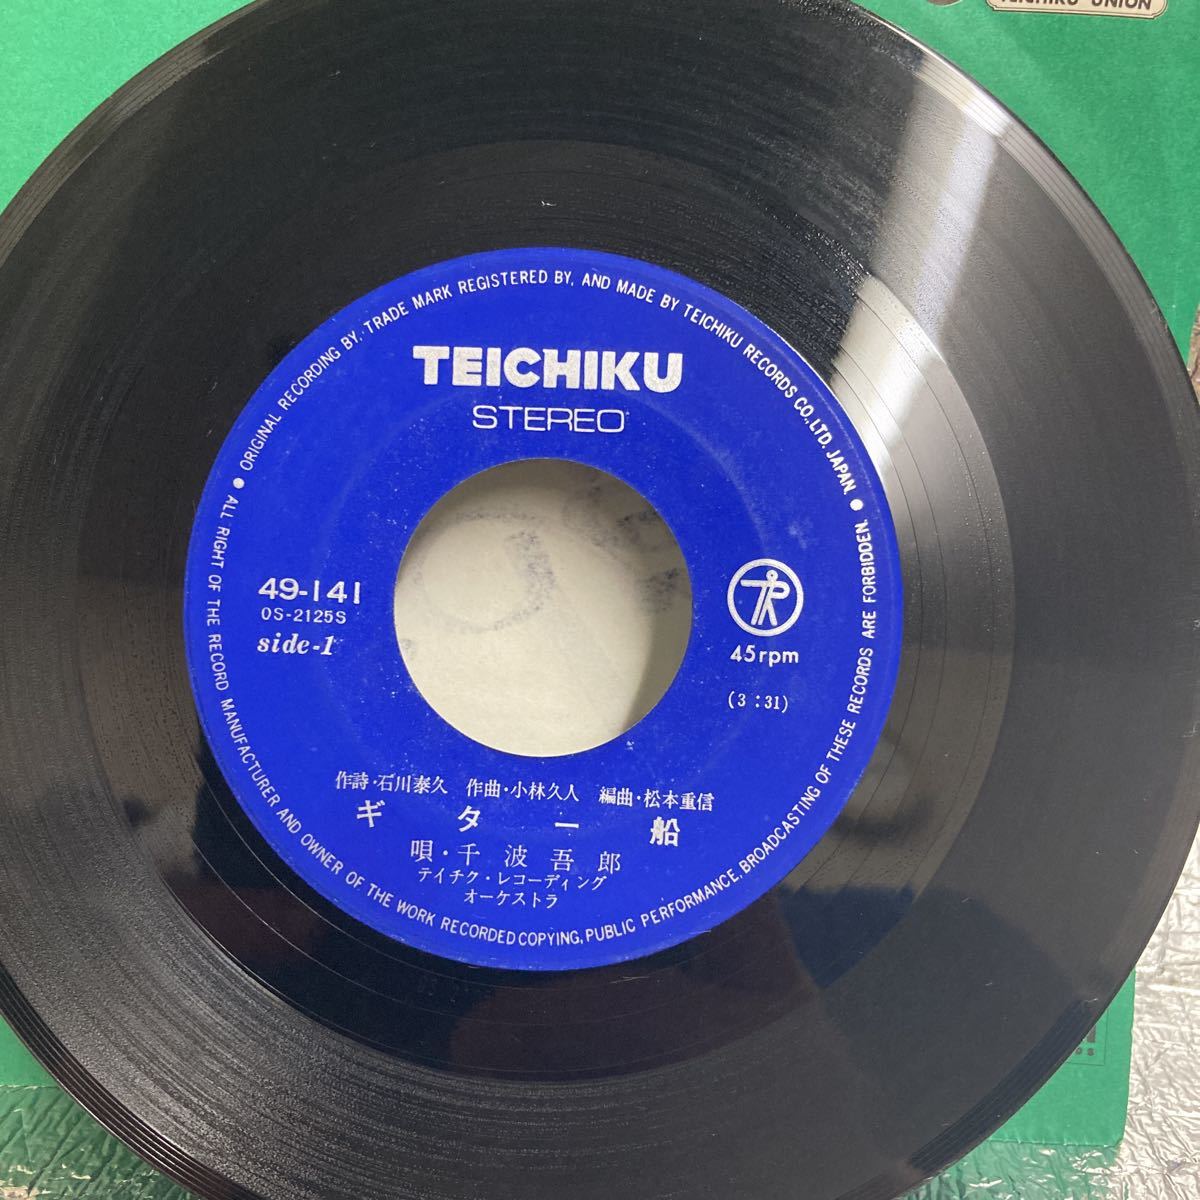 TEICHIKU UNION
● ORIGINAL RECORDING BY, TRADE MARK REGISTERED BY, AND MADE BY TEICHIKU RECORDS CO., LTD. JAPAN. ●
ALL RIGHT OF THE RECORD MANUFACTURER AND OWNER OF THE WORK RECORDED COPYING, PUBLIC PERFORMANCE, BROADCASTING OF THESE RECORDS ARE FORBIDDEN.
TEICHIKU
STEREO
49-141
OS-2125S
side-1
45rpm
(3:31)
作詩・石川泰久 作曲・小林久人 編曲・松本重信
ギター船
唄・千波吾郎
テイチク・レコーディング
オーケストラ